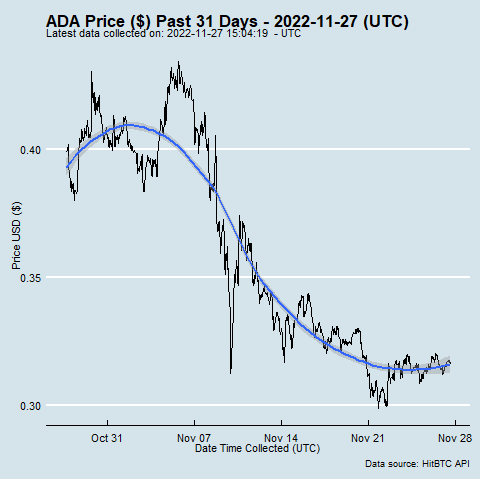 ADA Price ($) Past 31 Days - 2022-11-27 (UTC)
Latest data collected on: 2022-11-27 15:04:19 - UTC
Price USD ($)
0.40
0.35
0.30
Oct 31 Nov 07 Nov 14 Nov 21 Nov 28
Date Time Collected (UTC)
Data source: HitBTC API